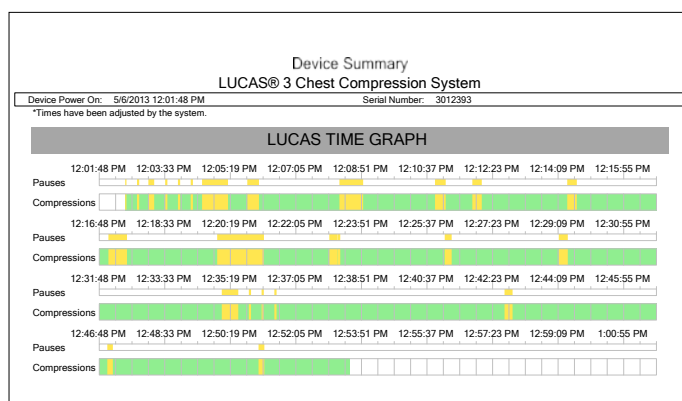 Device Summary
LUCAS® 3 Chest Compression System
Device Power On: 5/6/2013 12:01:48 PM Serial Number: 3012393
*Times have been adjusted by the system.
LUCAS TIME GRAPH
12:01:48 PM 12:03:33 PM 12:05:19 PM 12:07:05 PM 12:08:51 PM 12:10:37 PM 12:12:23 PM 12:14:09 PM 12:15:55 PM
Pauses
Compressions
12:16:48 PM 12:18:33 PM 12:20:19 PM 12:22:05 PM 12:23:51 PM 12:25:37 PM 12:27:23 PM 12:29:09 PM 12:30:55 PM
Pauses
Compressions
12:31:48 PM 12:33:33 PM 12:35:19 PM 12:37:05 PM 12:38:51 PM 12:40:37 PM 12:42:23 PM 12:44:09 PM 12:45:55 PM
Pauses
Compressions
12:46:48 PM 12:48:33 PM 12:50:19 PM 12:52:05 PM 12:53:51 PM 12:55:37 PM 12:57:23 PM 12:59:09 PM 1:00:55 PM
Pauses
Compressions